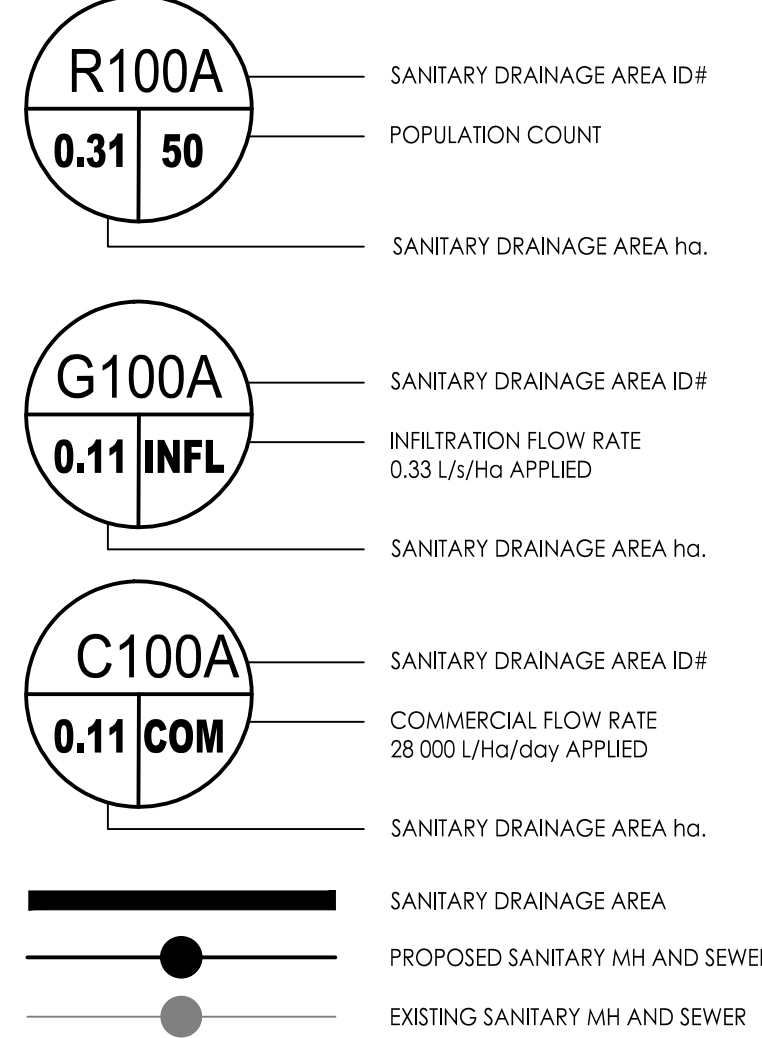 R100A
SANITARY DRAINAGE AREA ID#
0.31 50
POPULATION COUNT
SANITARY DRAINAGE AREA ha.
G100A
SANITARY DRAINAGE AREA ID#
0.11 INFL
INFILTRATION FLOW RATE
0.33 L/s/Ha APPLIED
SANITARY DRAINAGE AREA ha.
C100A
SANITARY DRAINAGE AREA ID#
0.11 COM
COMMERCIAL FLOW RATE
28 000 L/Ha/day APPLIED
SANITARY DRAINAGE AREA ha.
SANITARY DRAINAGE AREA
PROPOSED SANITARY MH AND SEWER
EXISTING SANITARY MH AND SEWER